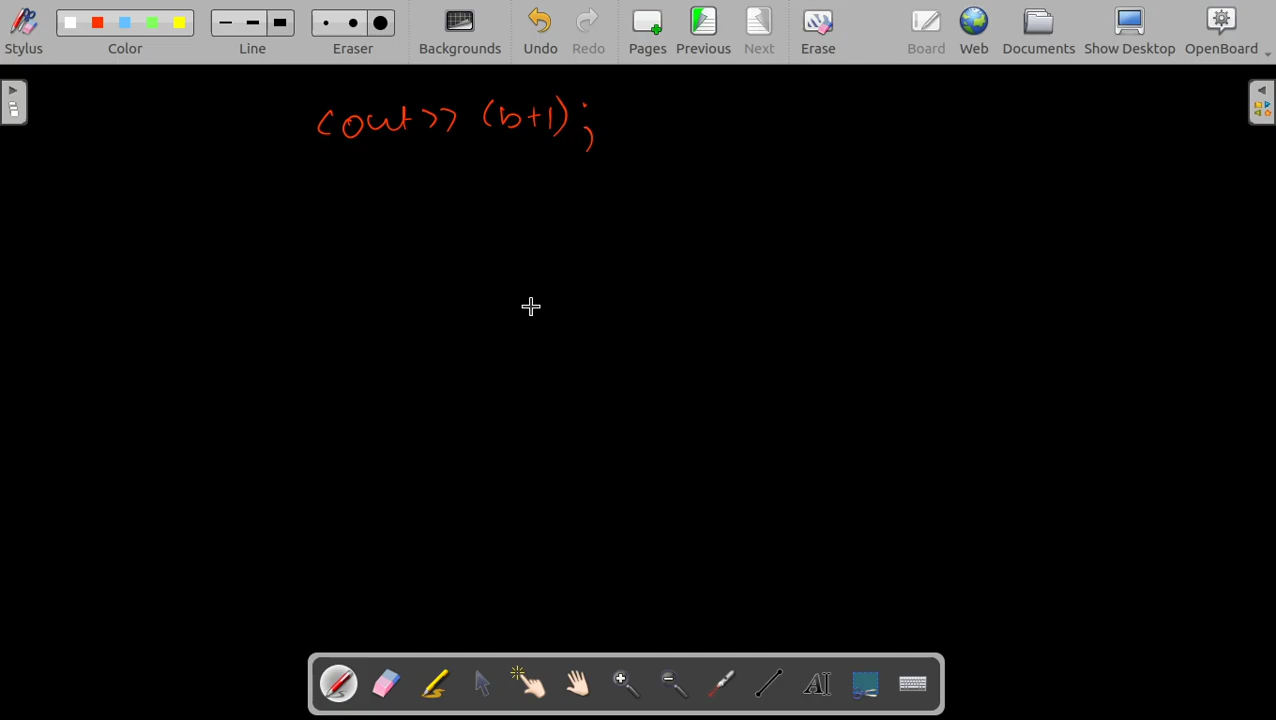 Stylus Color Line Eraser Backgrounds Undo Redo Pages Previous Next Erase Board Web Documents Show Desktop OpenBoard
cout>> (b+1);
AI